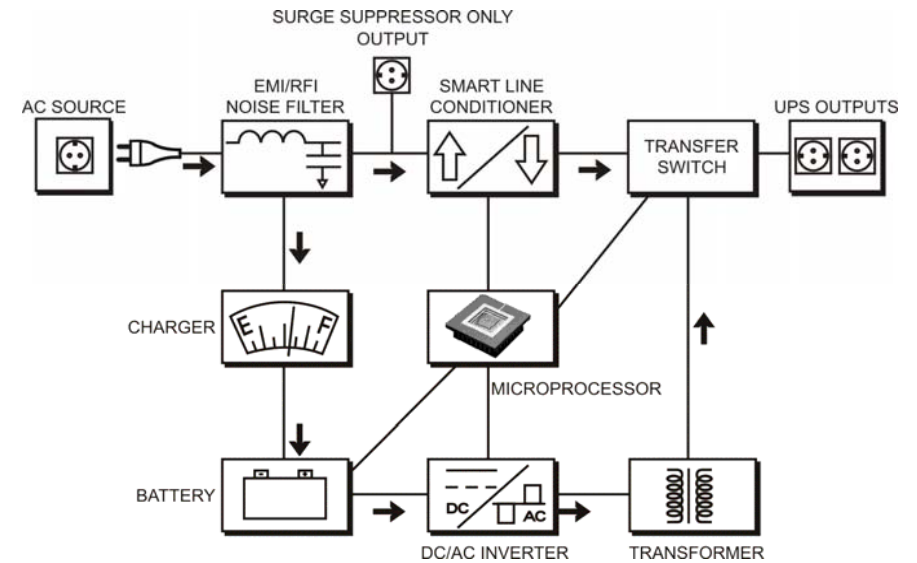 SURGE SUPPRESSOR ONLY
OUTPUT
AC SOURCE
EMI/RFI
NOISE FILTER
SMART LINE
CONDITIONER
UPS OUTPUTS
TRANSFER
SWITCH
CHARGER
E F
MICROPROCESSOR
BATTERY
- +
DC AC
DC/AC INVERTER
TRANSFORMER